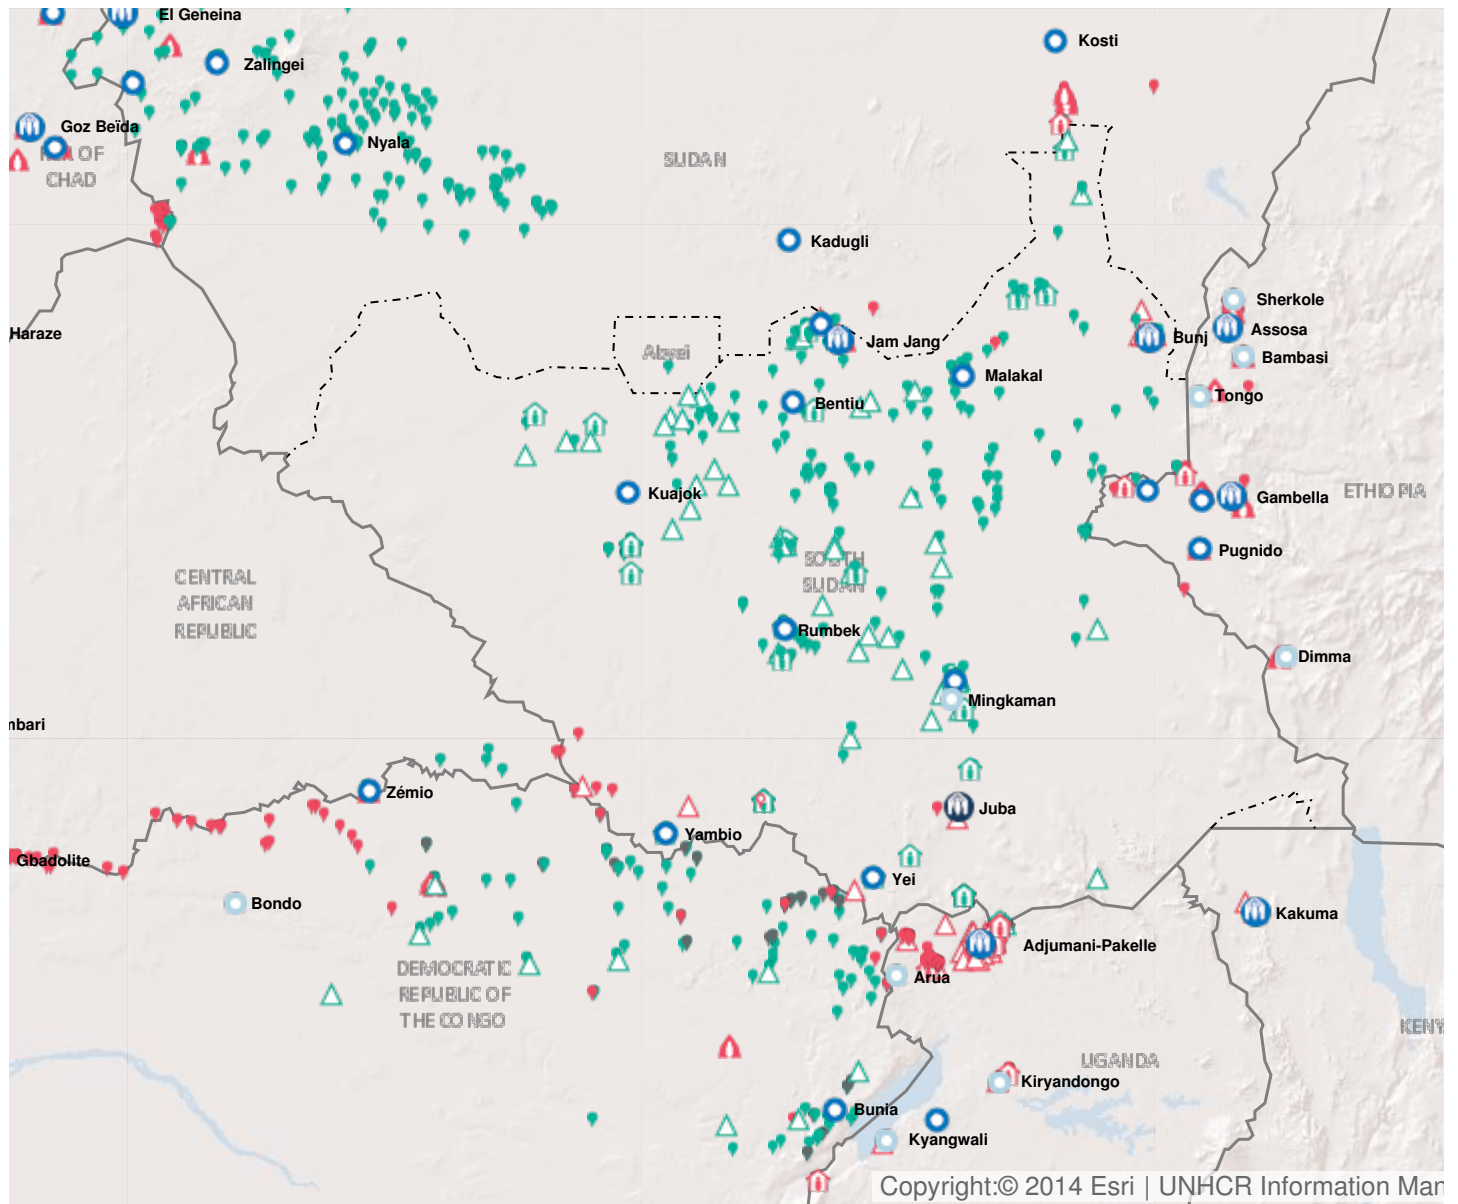 El Geneina
Kosti
Zalingei
Goz Beïda
OF
CHAD
Nyala
SUDAN
Kadugli
Sherkole
Haraze
Assosa
Jam Jang
Bunj
Abyei
Bambasi
Malakal
Tongo
Bentiu
Kuajok
Gambella
ETHIOPIA
Pugnido
SOUTH
SUDAN
CENTRAL
AFRICAN
REPUBLIC
Rumbek
Dimma
Mingkaman
mbari
Zémio
Juba
Yambio
Gbadolite
Yei
Bondo
Kakuma
Adjumani-Pakelle
DEMOCRATIC
REPUBLIC OF
THE CONGO
Arua
KENY
UGANDA
Kiryandongo
Bunia
Kyangwali
Copyright:© 2014 Esri | UNHCR Information Man